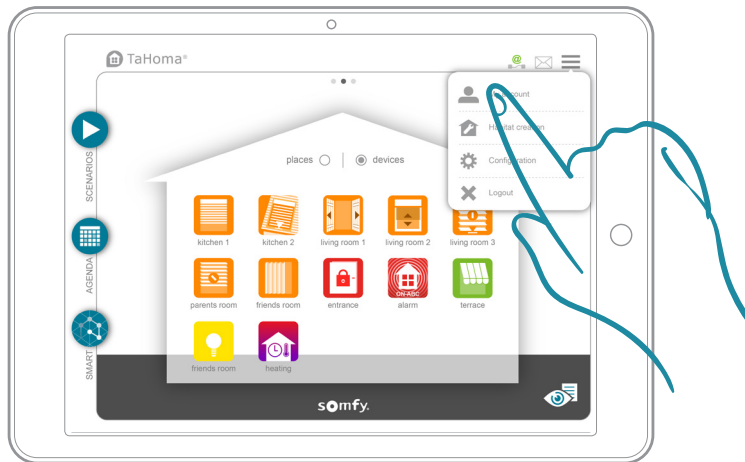 TaHoma®
@
places
devices
SCENARIOS
AGENDA
SMART
account
Habitat creation
Configuration
Logout
kitchen 1
kitchen 2
living room 1
living room 2
living room 3
parents room
friends room
entrance
ON-ABC
alarm
terrace
friends room
heating
somfy.